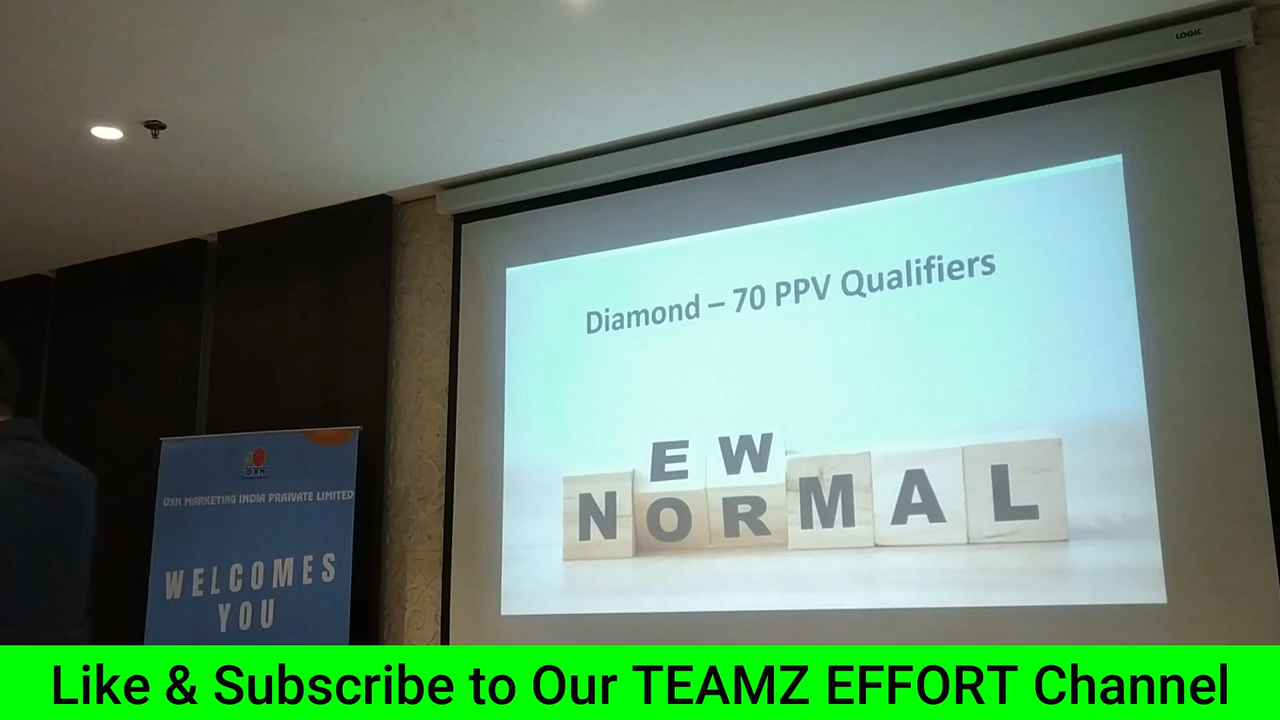 LOGIC
Diamond – 70 PPV Qualifiers
EW
NORMAL
DXN
DXN MARKETING INDIA PRAIVATE LIMITED
WELCOMES
YOU
Like & Subscribe to Our TEAMZ EFFORT Channel